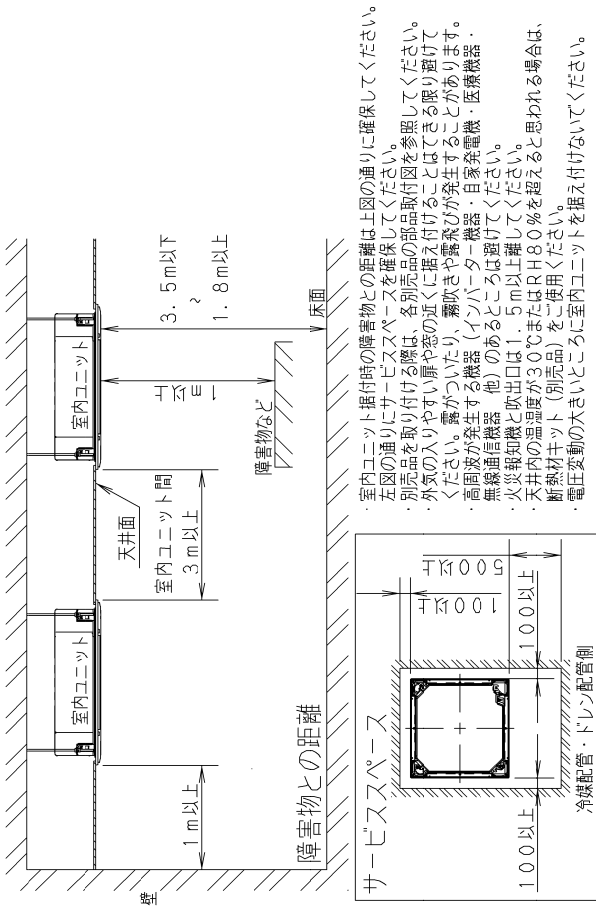 壁
室内ユニット
室内ユニット
天井面
1m以上
室内ユニット間
3m以上
3.5m以下
~
1.8m以上
1m以上
障害物など
床面
障害物との距離
サービススペース
100以上
500以上
100以上
100以上
冷媒配管・ドレン配管側
・室内ユニット据付時の障害物との距離は上図の通りに確保してください。
左図の通りにサービススペースを確保してください。
・別売品を取り付ける際は、各別売品の部品取付図を参照してください。
・外気の入りやすい扉や窓の近くに据え付けることはできる限り避けて
ください。露がついたり、霧吹きや露飛びが発生することがあります。
・高周波が発生する機器(インバーター機器・自家発電機・医療機器・
無線通信機器 他)のあるところは避けてください。
・火災報知機と吹出口は1.5m以上離してください。
・天井内の温湿度が30℃またはRH80%を超えると思われる場合は、
断熱材キット(別売品)をご使用ください。
・電圧変動の大きいところに室内ユニットを据え付けないでください。